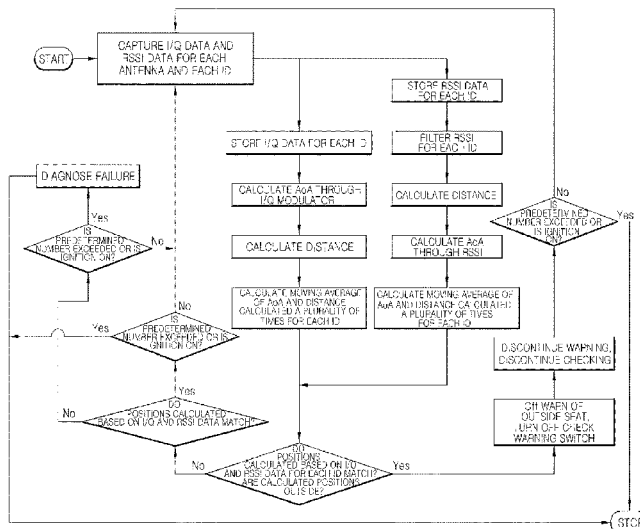 START
CAPTURE I/Q DATA AND
RSSI DATA FOR EACH
ANTENNA AND EACH ID
STORE RSSI DATA
FOR EACH ID
STORE I/Q DATA FOR EACH ID
FILTER RSSI
FOR EACH ID
DIAGNOSE FAILURE
CALCULATE AoA THROUGH
I/Q MODULATOR
CALCULATE DISTANCE
No
IS
PREDETERMINED
NUMBER EXCEEDED OR
IS IGNITION
ON?
Yes
Yes
IS
PREDETERMINED
NUMBER EXCEEDED OR IS
IGNITION ON?
No
CALCULATE DISTANCE
CALCULATE AoA
THROUGH RSSI
CALCULATE MOVING AVERAGE
OF AoA AND DISTANCE
CALCULATED A PLURALITY OF
TIMES FOR EACH ID
CALCULATE MOVING AVERAGE OF
AoA AND DISTANCE CALCULATED
A PLURALITY OF TIMES
FOR EACH ID
No
Yes
IS
PREDETERMINED
NUMBER EXCEEDED OR IS
IGNITION ON?
DISCONTINUE WARNING,
DISCONTINUE CHECKING
Yes
No
DO
POSITIONS CALCULATED
BASED ON I/Q AND RSSI DATA MATCH?
OFF WARN OF
OUTSIDE SEAT,
TURN OFF CHECK
WARNING SWITCH
No
DO
POSITIONS
CALCULATED BASED ON I/Q
AND RSSI DATA FOR EACH ID MATCH?
ARE CALCULATED POSITIONS
OUTSIDE?
Yes
STOP